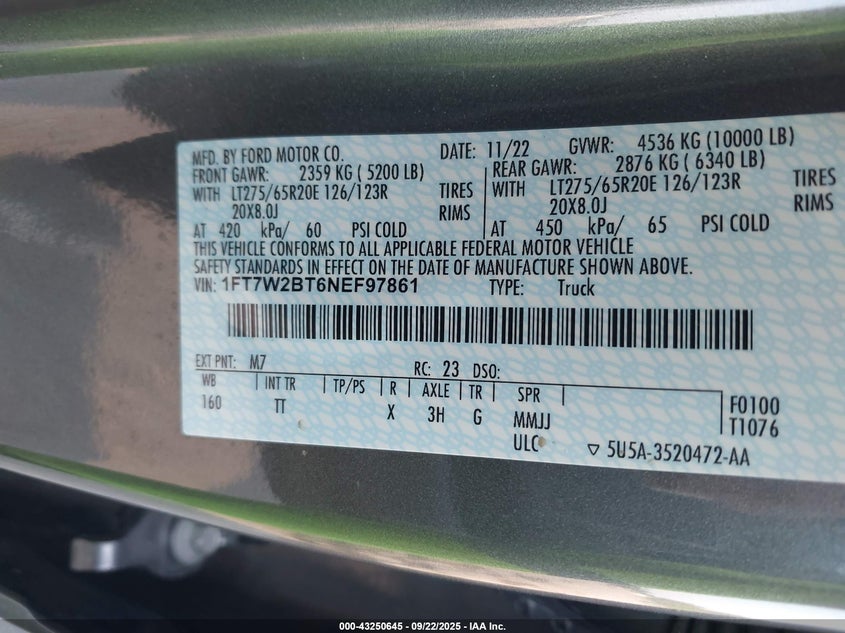 MFD. BY FORD MOTOR CO. DATE: 11/22 GVWR: 4536 KG (10000 LB)
FRONT GAWR: 2359 KG ( 5200 LB) REAR GAWR: 2876 KG ( 6340 LB)
WITH LT275/65R20E 126/123R TIRES WITH LT275/65R20E 126/123R TIRES
20X8.0J RIMS 20X8.0J RIMS
AT 420 kPa/ 60 PSI COLD AT 450 kPa/ 65 PSI COLD
THIS VEHICLE CONFORMS TO ALL APPLICABLE FEDERAL MOTOR VEHICLE
SAFETY STANDARDS IN EFFECT ON THE DATE OF MANUFACTURE SHOWN ABOVE.
VIN: 1FT7W2BT6NEF97861 TYPE: Truck
EXT PNT: M7 RC: 23 DSO:
WB INT TR TP/PS R AXLE TR SPR F0100
160 TT X 3H G MMJJ T1076
ULC ▽ 5U5A-3520472-AA
000-43250645 - 09/22/2025 - IAA Inc.